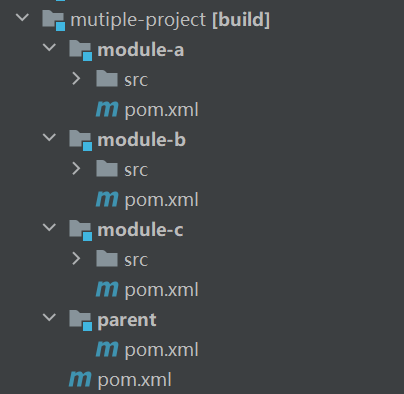 mutiple-project [build]
module-a
src
pom.xml
module-b
src
pom.xml
module-c
src
pom.xml
parent
pom.xml
pom.xml